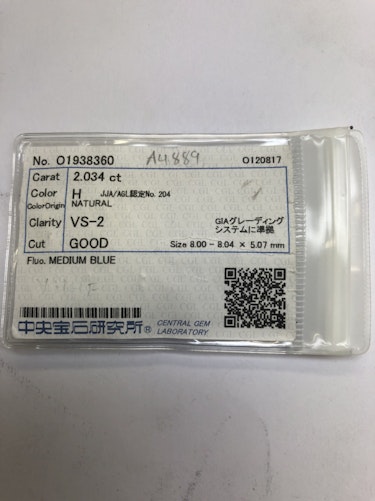 No. O1938360 A4889 O120817
Carat 2.034 ct
Color H JJA/AGL認定No. 204
ColorOrigin NATURAL
Clarity VS-2 GIAグレーディング
システムに準拠
Cut GOOD Size 8.00 - 8.04 × 5.07 mm
Fluo. MEDIUM BLUE
中央宝石研究所® CENTRAL GEM
LABORATORY